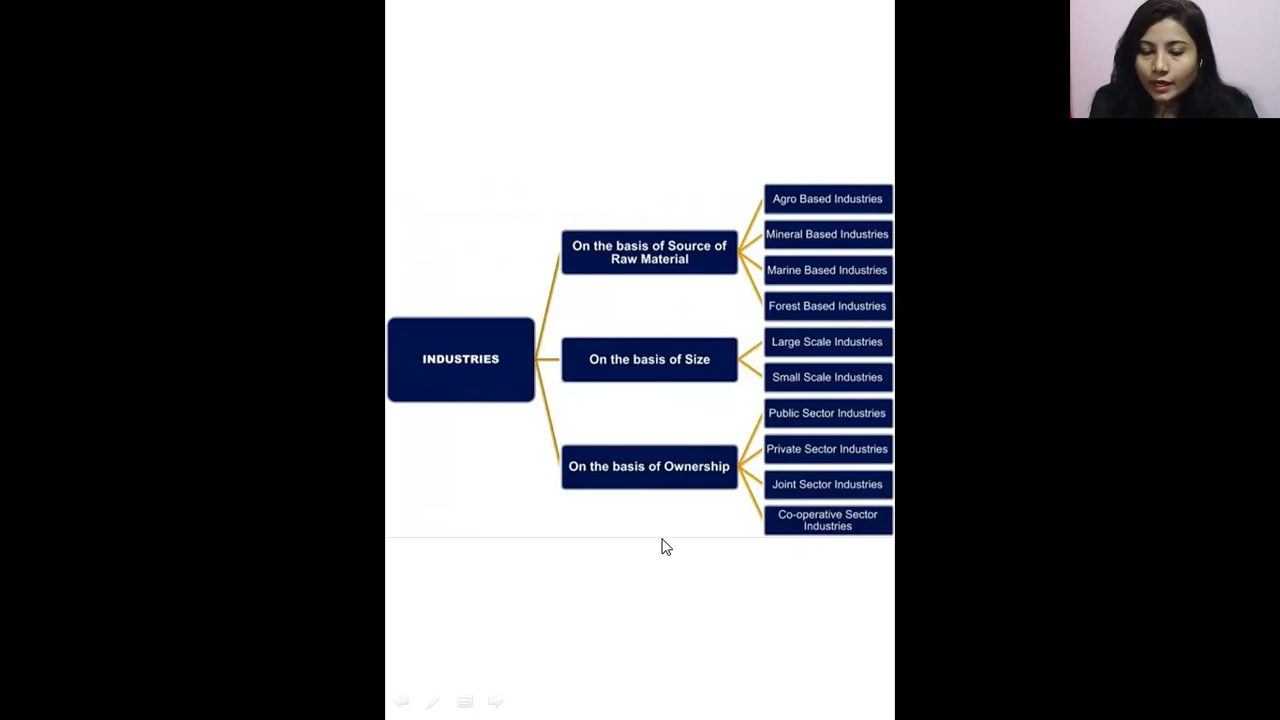 INDUSTRIES
On the basis of Source of
Raw Material
Agro Based Industries
Mineral Based Industries
Marine Based Industries
Forest Based Industries
On the basis of Size
Large Scale Industries
Small Scale Industries
On the basis of Ownership
Public Sector Industries
Private Sector Industries
Joint Sector Industries
Co-operative Sector
Industries